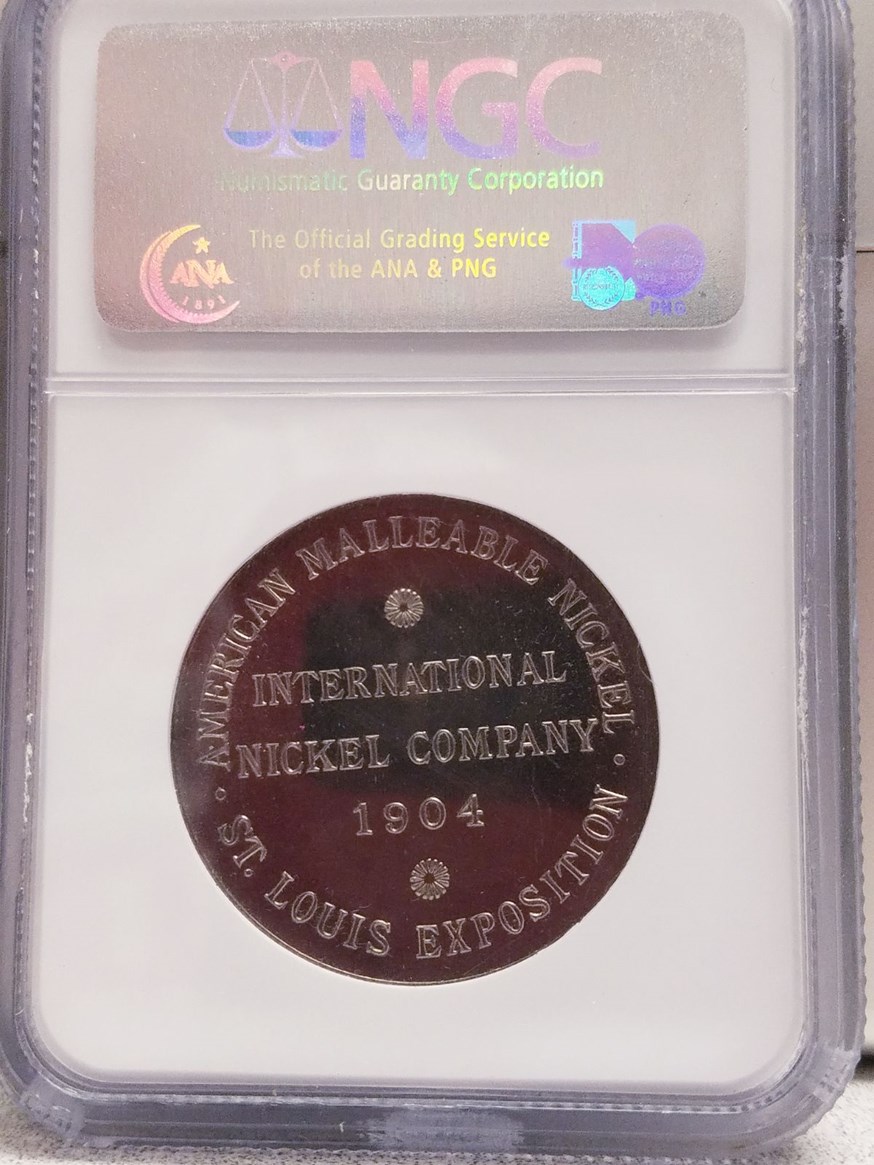 NGC
Numismatic Guaranty Corporation
The Official Grading Service
of the ANA & PNG
ANA
1891
PNG
· AMERICAN MALLEABLE NICKEL ·
INTERNATIONAL
NICKEL COMPANY
1904
ST. LOUIS EXPOSITION